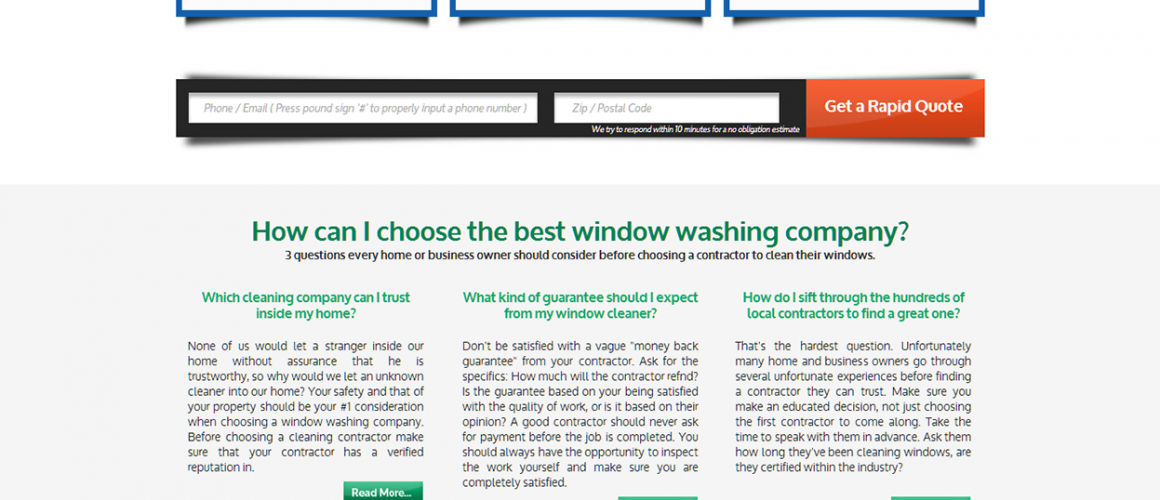 Phone / Email ( Press pound sign '#' to properly input a phone number )
Zip / Postal Code
Get a Rapid Quote
We try to respond within 10 minutes for a no obligation estimate
How can I choose the best window washing company?
3 questions every home or business owner should consider before choosing a contractor to clean their windows.
Which cleaning company can I trust
inside my home?
None of us would let a stranger inside our
home without assurance that he is
trustworthy, so why would we let an unknown
cleaner into our home? Your safety and that of
your property should be your #1 consideration
when choosing a window washing company.
Before choosing a cleaning contractor make
sure that your contractor has a verified
reputation in.
Read More...
What kind of guarantee should I expect
from my window cleaner?
Don't be satisfied with a vague "money back
guarantee" from your contractor. Ask for the
specifics: How much will the contractor refnd?
Is the guarantee based on your being satisfied
with the quality of work, or is it based on their
opinion? A good contractor should never ask
for payment before the job is completed. You
should always have the opportunity to inspect
the work yourself and make sure you are
completely satisfied.
How do I sift through the hundreds of
local contractors to find a great one?
That's the hardest question. Unfortunately
many home and business owners go through
several unfortunate experiences before finding
a contractor they can trust. Make sure you
make an educated decision, not just choosing
the first contractor to come along. Take the
time to speak with them in advance. Ask them
how long they've been cleaning windows, are
they certified within the industry?